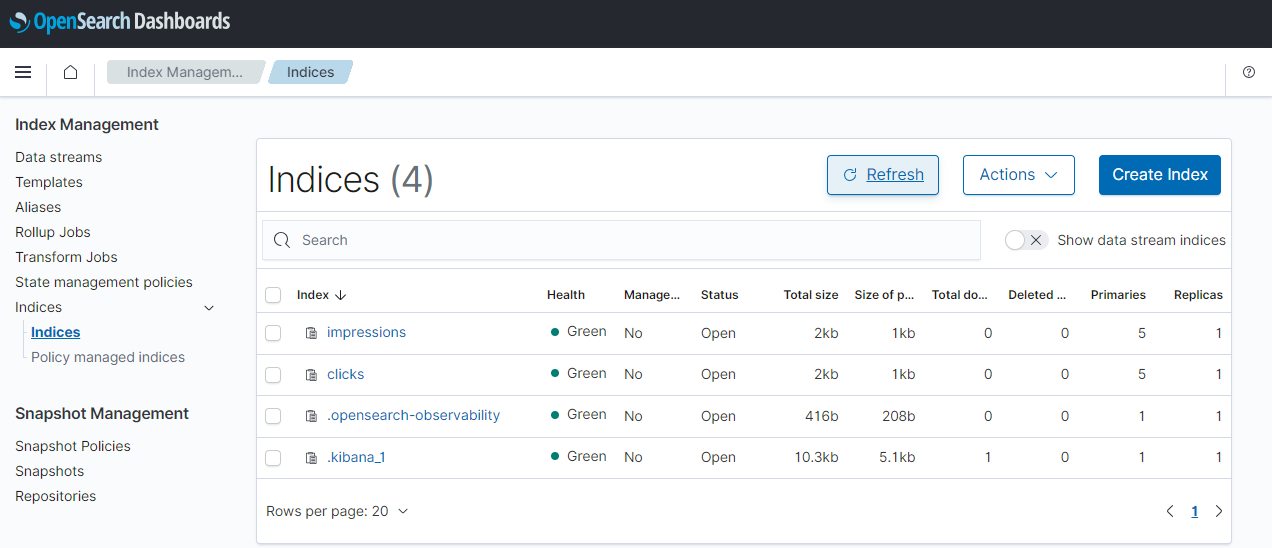 OpenSearch Dashboards
Index Managem... Indices
Index Management
Data streams
Templates
Aliases
Rollup Jobs
Transform Jobs
State management policies
Indices
Indices
Policy managed indices
Snapshot Management
Snapshot Policies
Snapshots
Repositories
Indices (4) Refresh Actions Create Index
Search Show data stream indices
Index Health Manage... Status Total size Size of p... Total do... Deleted ... Primaries Replicas
impressions Green No Open 2kb 1kb 0 0 5 1
clicks Green No Open 2kb 1kb 0 0 5 1
.opensearch-observability Green No Open 416b 208b 0 0 1 1
.kibana_1 Green No Open 10.3kb 5.1kb 1 0 1 1
Rows per page: 20 1